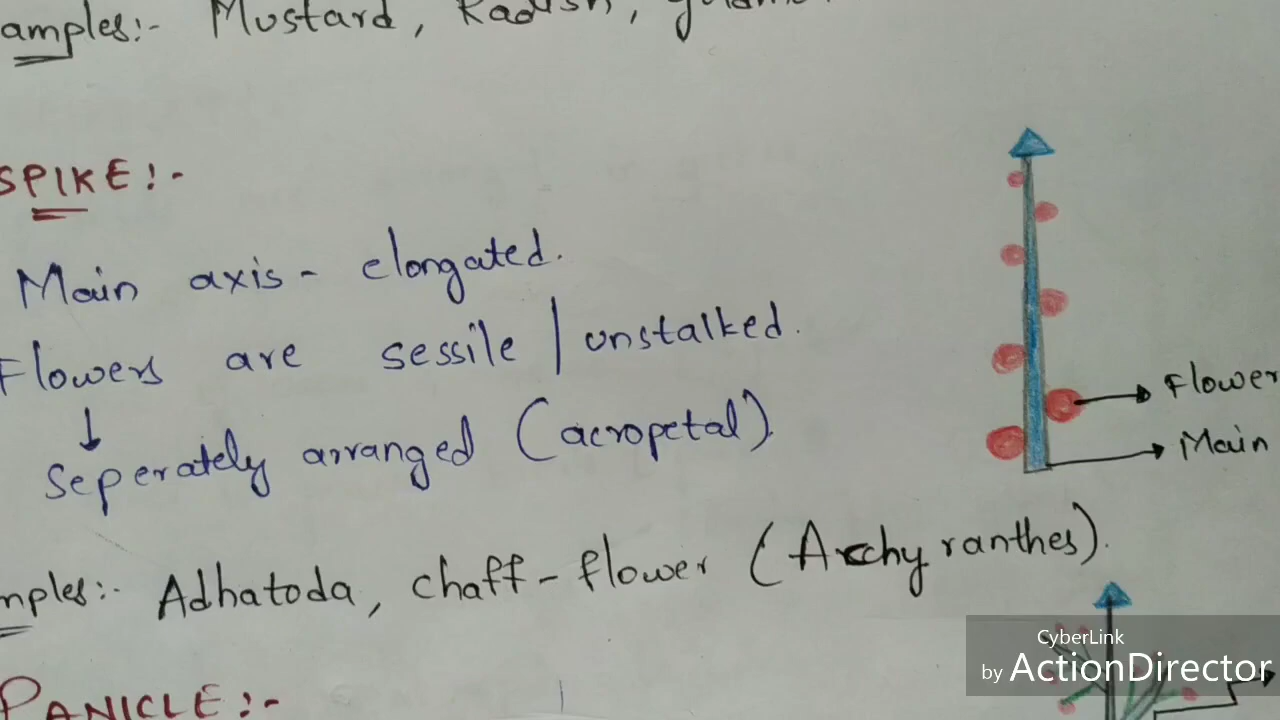 amples:- Mustard, Radish,
SPIKE:-
Main axis - elongated.
Flowers are sessile | unstalked.
↓
Seperately arranged (acropetal)
Flower
Main
mples:- Adhatoda, chaff-flower (Achyranthes).
PANICLE:-
CyberLink
by ActionDirector